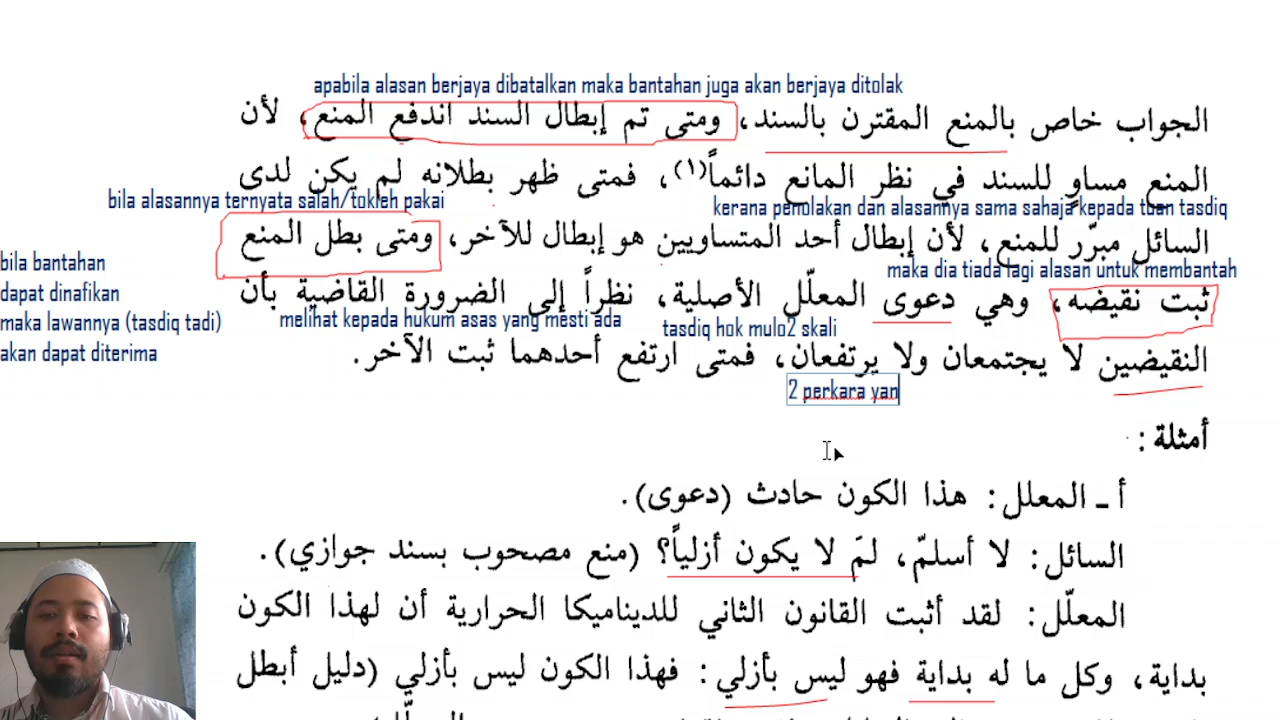 apabila alasan berjaya dibatalkan maka bantahan juga akan berjaya ditolak
الجواب خاص بالمنع المقترن بالسند، ومتى تم إبطال السند اندفع المنع، لأن
المنع مساوٍ للسند في نظر المانع دائماً(١)، فمتى ظهر بطلانه لم يكن لدى
bila alasannya ternyata salah/tokleh pakai
kerana penolakan dan alasannya sama sahaja kepada tuan tasdiq
السائل مبرّر للمنع، لأن إبطال أحد المتساويين هو إبطال للآخر، ومتى بطل المنع
bila bantahan
dapat dinafikan
maka lawannya (tasdiq tadi)
akan dapat diterima
maka dia tiada lagi alasan untuk membantah
ثبت نقيضه، وهي دعوى المعلّل الأصلية، نظراً إلى الضرورة القاضية بأن
melihat kepada hukum asas yang mesti ada
tasdiq hok mulo2 skali
النقيضين لا يجتمعان ولا يرتفعان، فمتى ارتفع أحدهما ثبت الآخر.
2 perkara yan
أمثلة:
أ ـ المعلل: هذا الكون حادث (دعوى).
السائل: لا أسلمّ، لمَ لا يكون أزلياً؟ (منع مصحوب بسند جوازي).
المعلّل: لقد أثبت القانون الثاني للديناميكا الحرارية أن لهذا الكون
بداية، وكل ما له بداية فهو ليس بأزلي: فهذا الكون ليس بأزلي (دليل أبطل